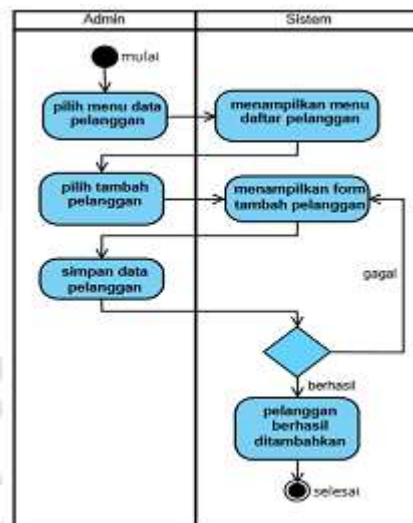 Admin
Sistem
mulai
pilih menu data
pelanggan
menampilkan menu
daftar pelanggan
pilih tambah
pelanggan
menampilkan form
tambah pelanggan
simpan data
pelanggan
gagal
berhasil
pelanggan
berhasil
ditambahkan
selesai